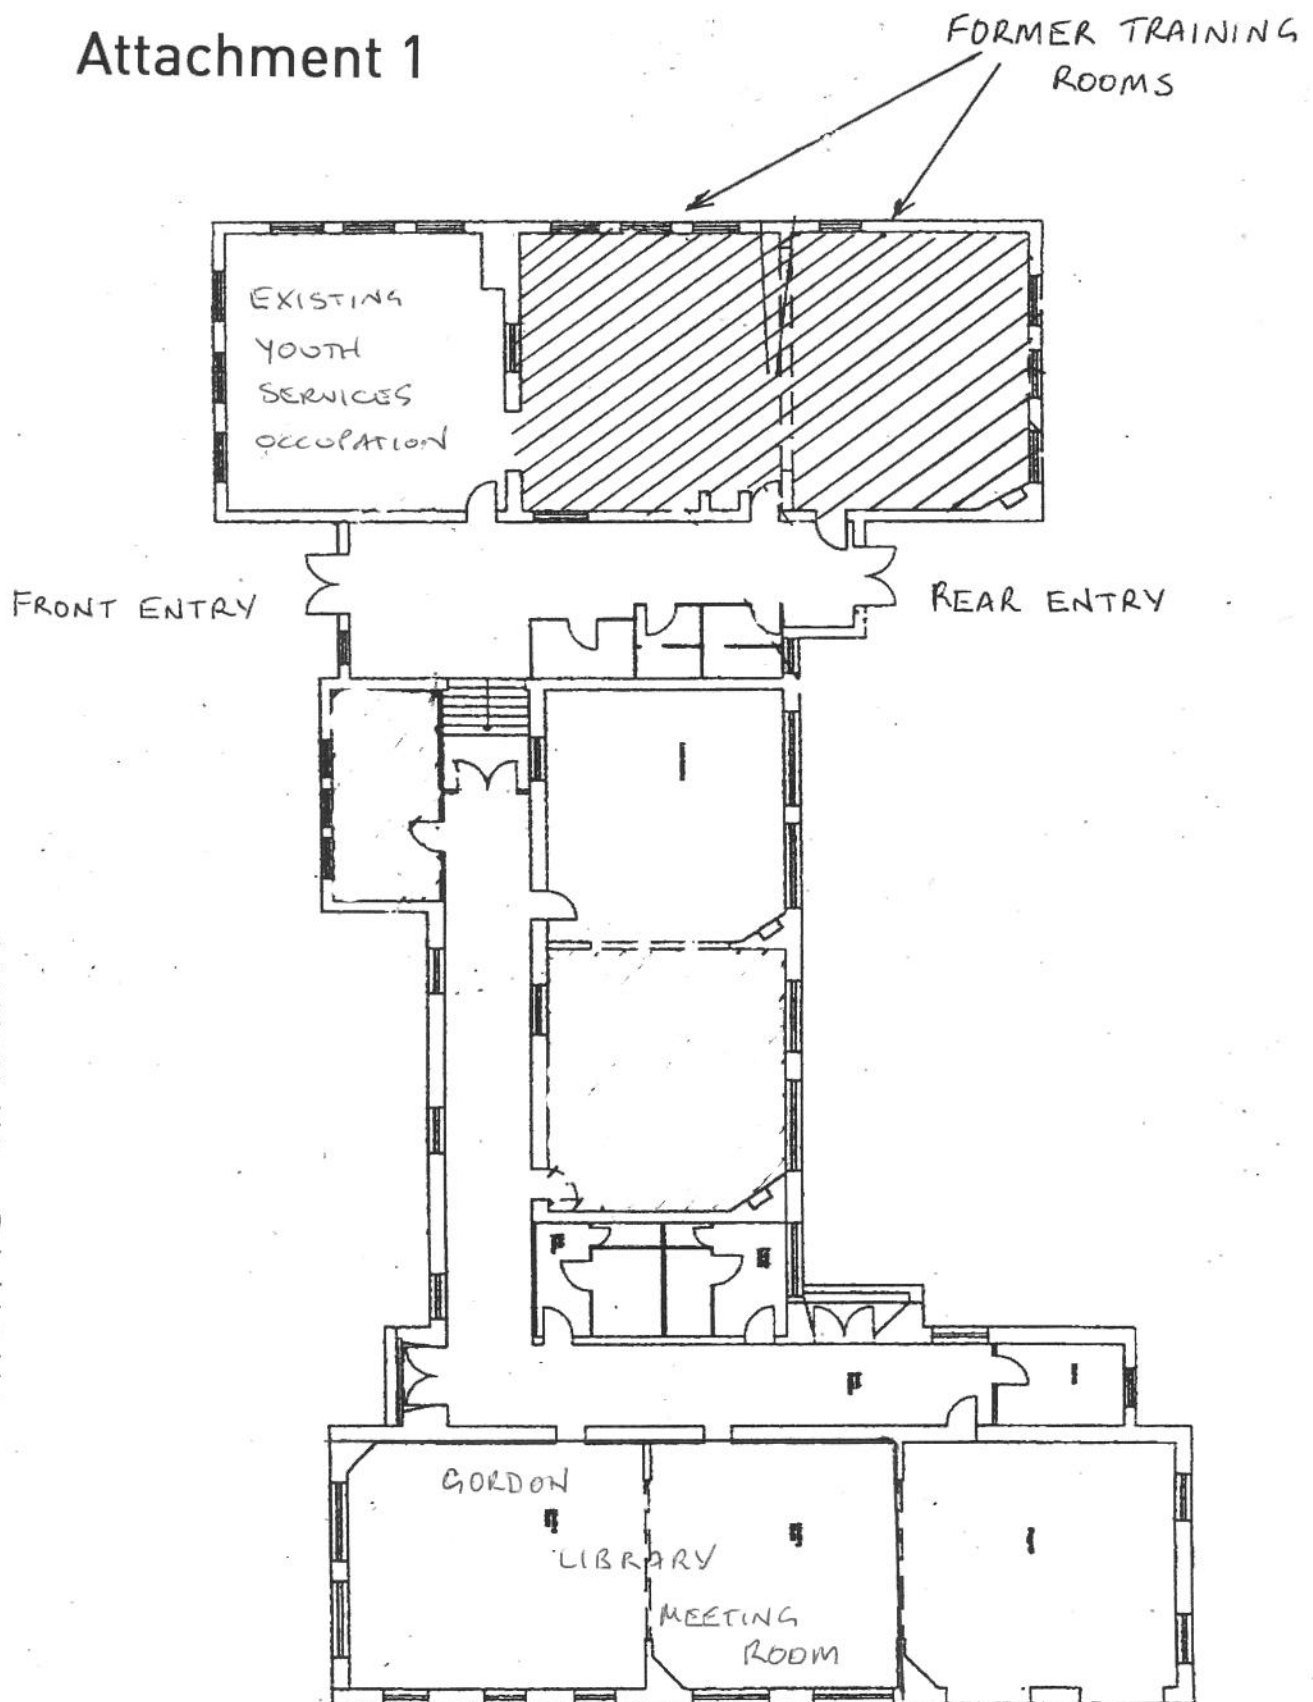 Attachment 1
FORMER TRAINING
ROOMS
EXISTING
YOUTH
SERVICES
OCCUPATION
FRONT ENTRY
REAR ENTRY
GORDON
LIBRARY
MEETING
ROOM